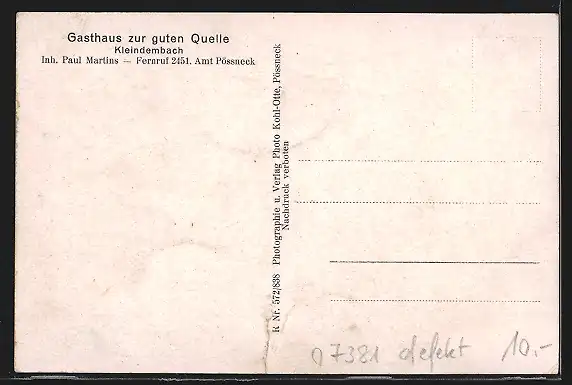 Gasthaus zur guten Quelle
Kleindembach
Inh. Paul Martins — Fernruf 2451, Amt Pössneck
R Nr. 572/838 Photographie u. Verlag Photo Kohl-Otte, Pössneck
Nachdruck verboten
07381 defekt 10.-